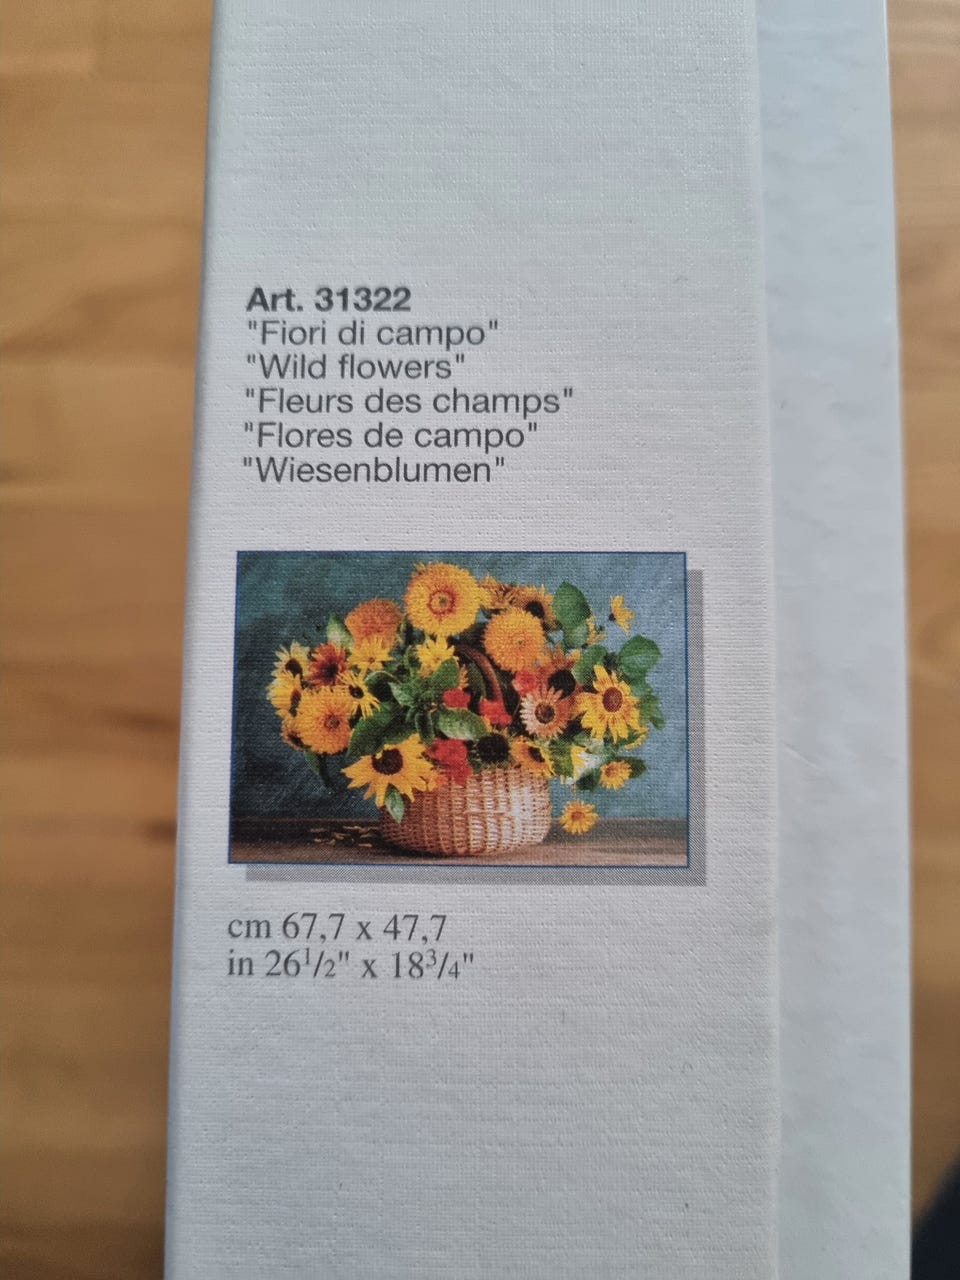 Art. 31322
"Fiori di campo"
"Wild flowers"
"Fleurs des champs"
"Flores de campo"
"Wiesenblumen"
cm 67,7 x 47,7
in 26¹/2" x 18³/4"